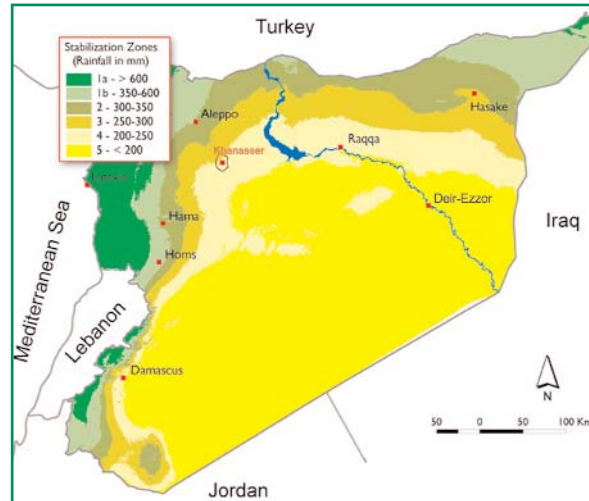 Turkey
Stabilization Zones
(Rainfall in mm)
1a - > 600
1b - 350-600
2 - 300-350
3 - 250-300
4 - 200-250
5 - < 200
Hasake
Aleppo
Raqqa
Khanasser
Lattakia
Deir-Ezzor
Hama
Iraq
Homs
Mediterranean Sea
Lebanon
Damascus
N
50 0 50 100 Km
Jordan